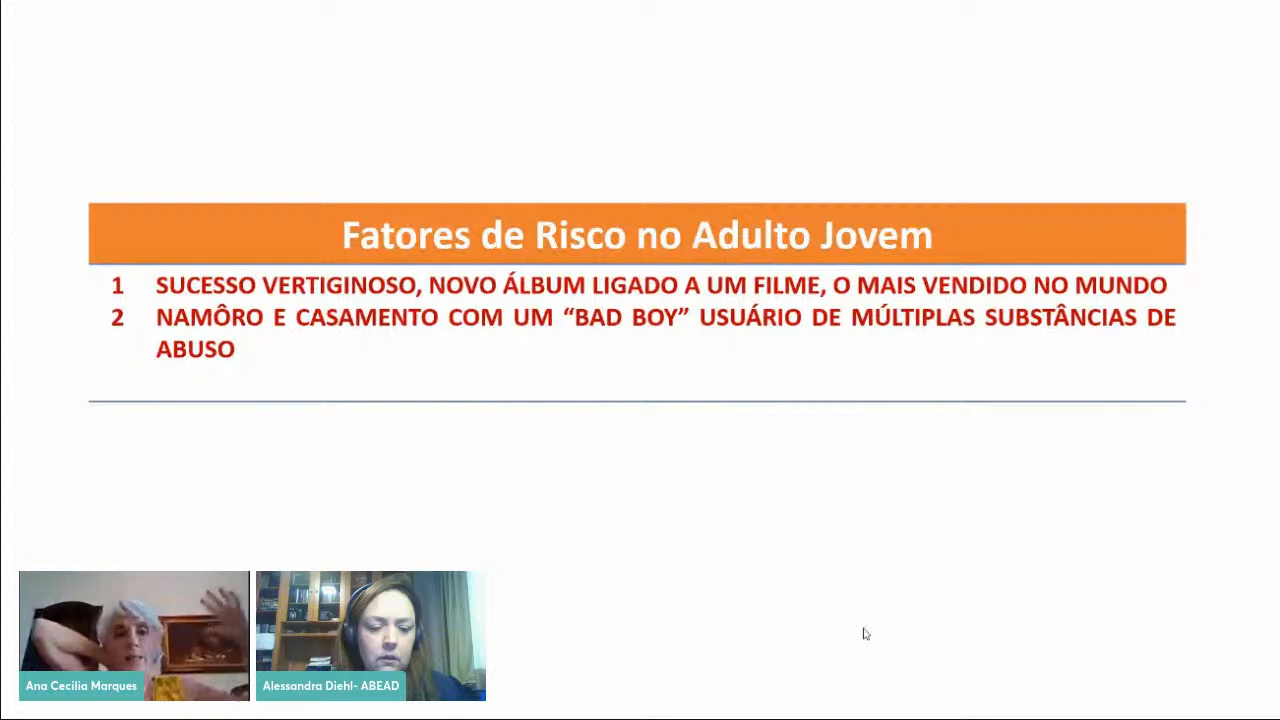 Fatores de Risco no Adulto Jovem
1 SUCESSO VERTIGINOSO, NOVO ÁLBUM LIGADO A UM FILME, O MAIS VENDIDO NO MUNDO
2 NAMÔRO E CASAMENTO COM UM “BAD BOY” USUÁRIO DE MÚLTIPLAS SUBSTÂNCIAS DE
ABUSO
Ana Cecilia Marques
Alessandra Diehl- ABEAD